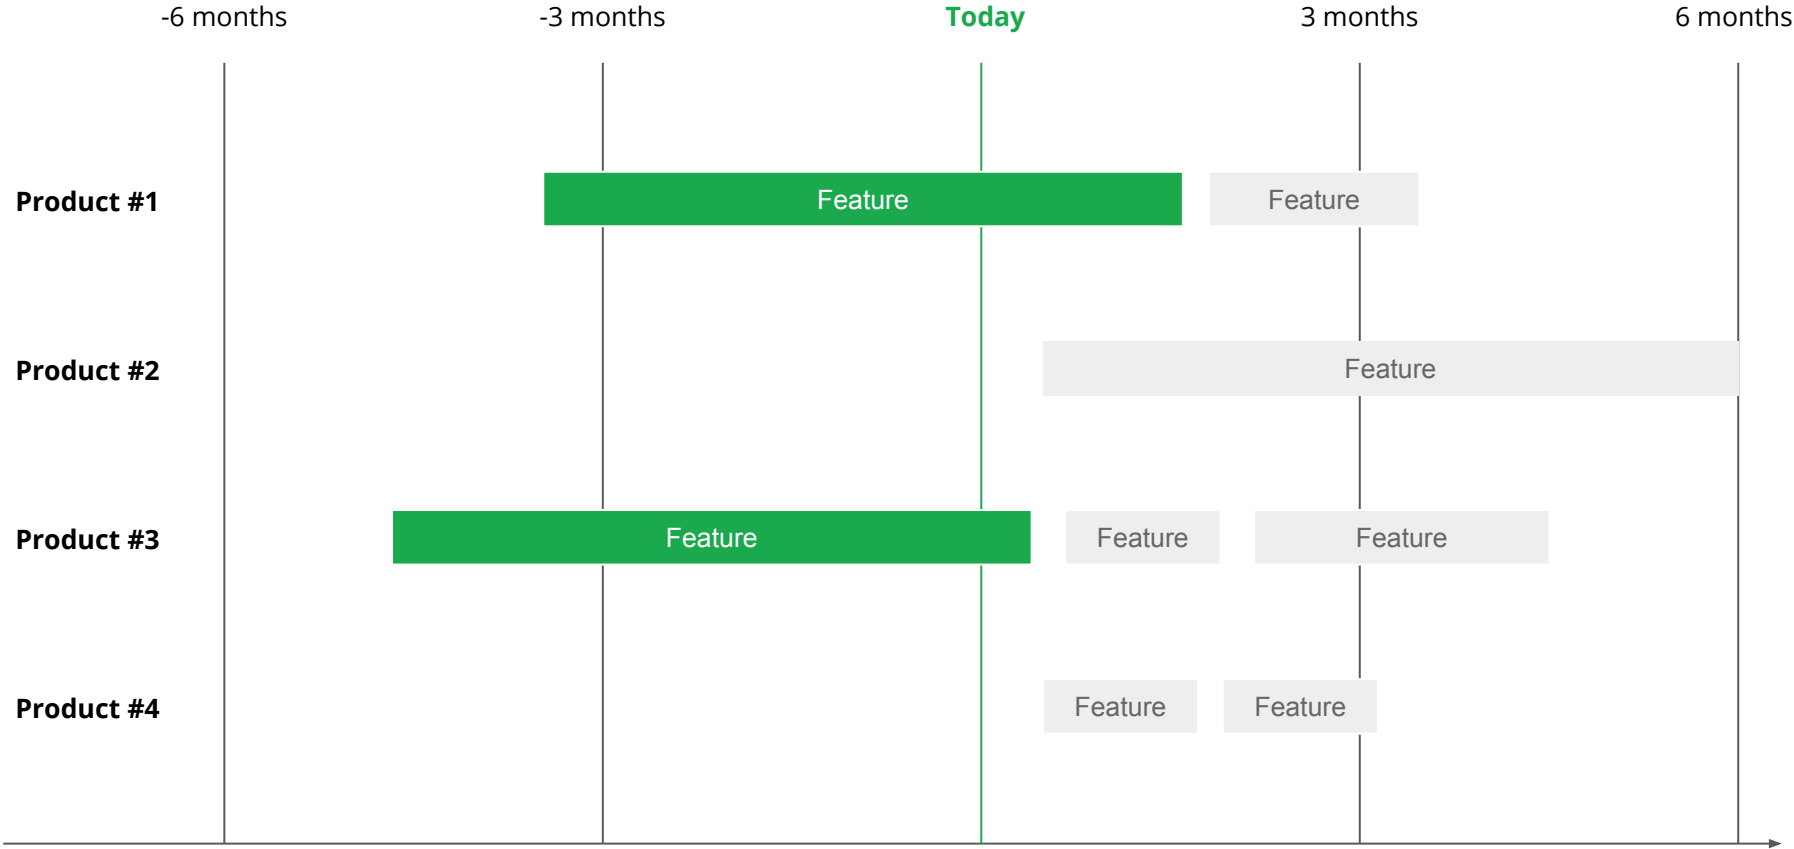 -6 months -3 months Today 3 months 6 months
Product #1 Feature Feature
Product #2 Feature
Product #3 Feature Feature Feature
Product #4 Feature Feature